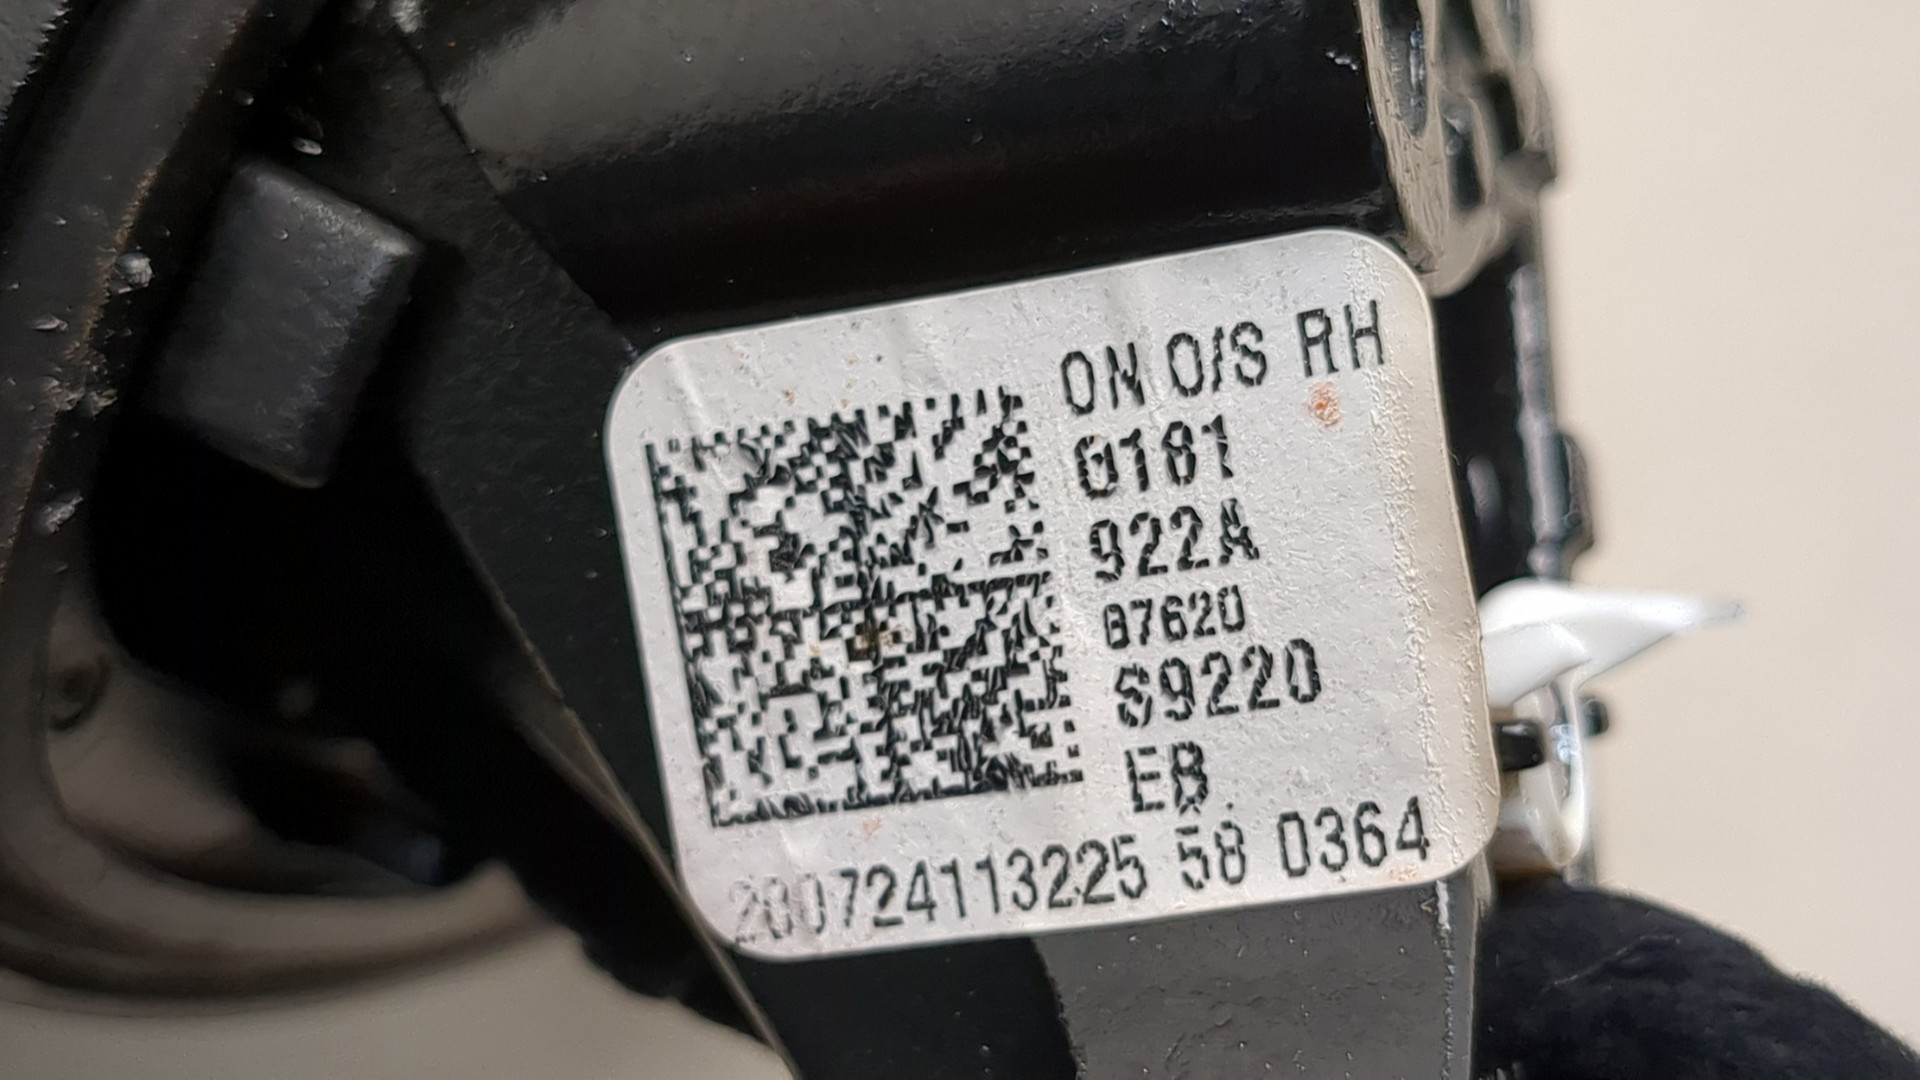 ON O/S RH
0181
922A
87620
S9220
EB
200724113225 58 0364